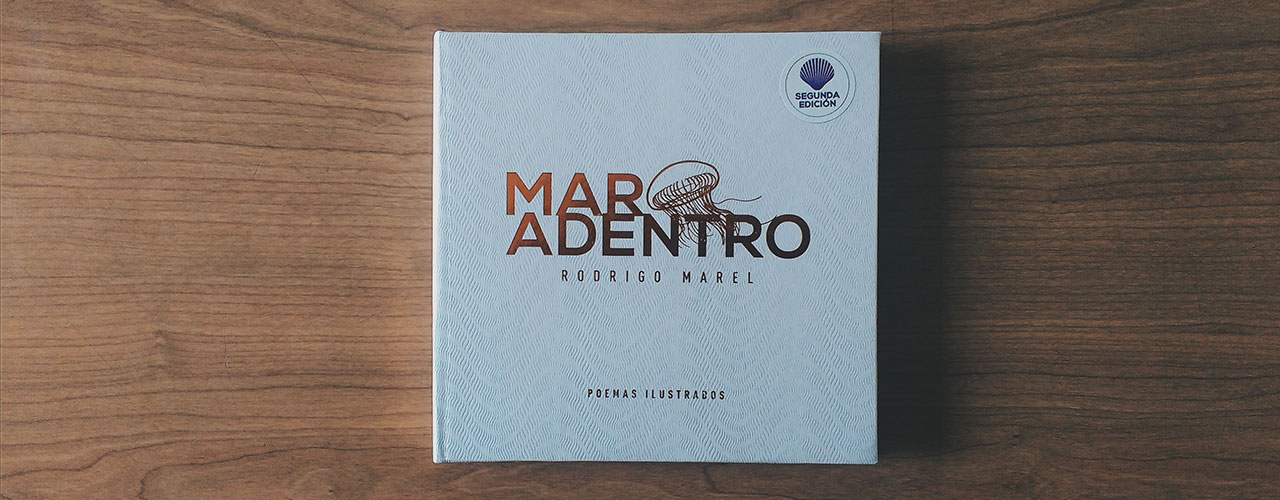 SEGUNDA
EDICIÓN
MAR
ADENTRO
RODRIGO MAREL
POEMAS ILUSTRADOS